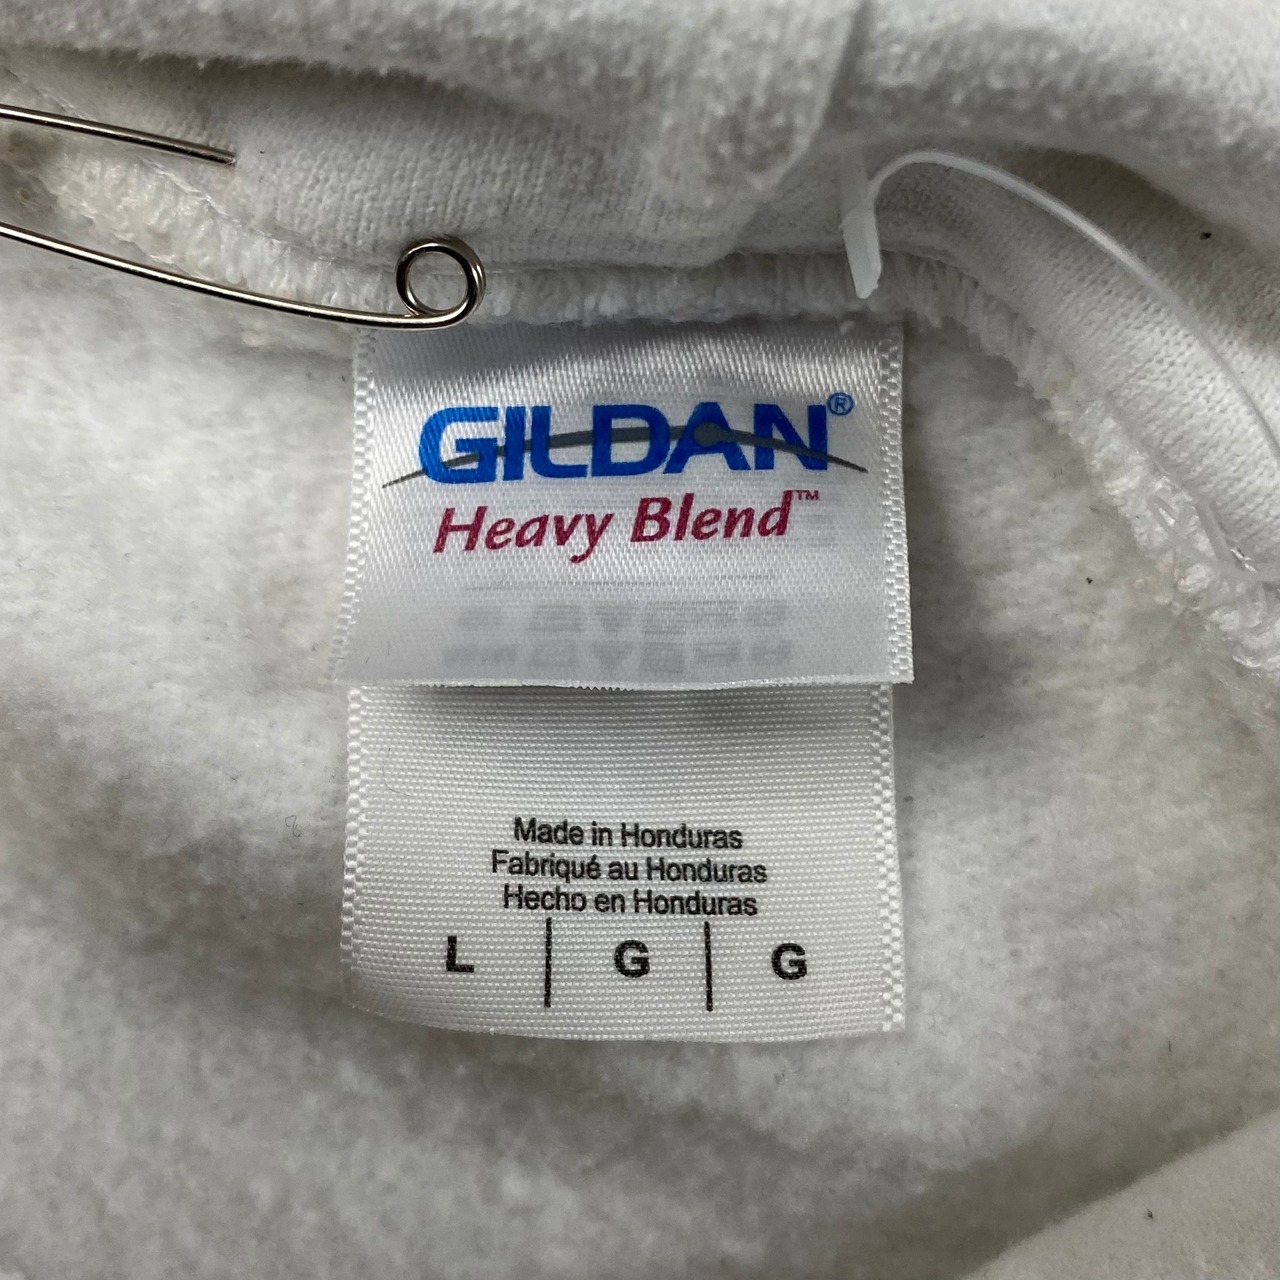 GILDAN®
Heavy Blend™
Made in Honduras
Fabriqué au Honduras
Hecho en Honduras
L | G | G